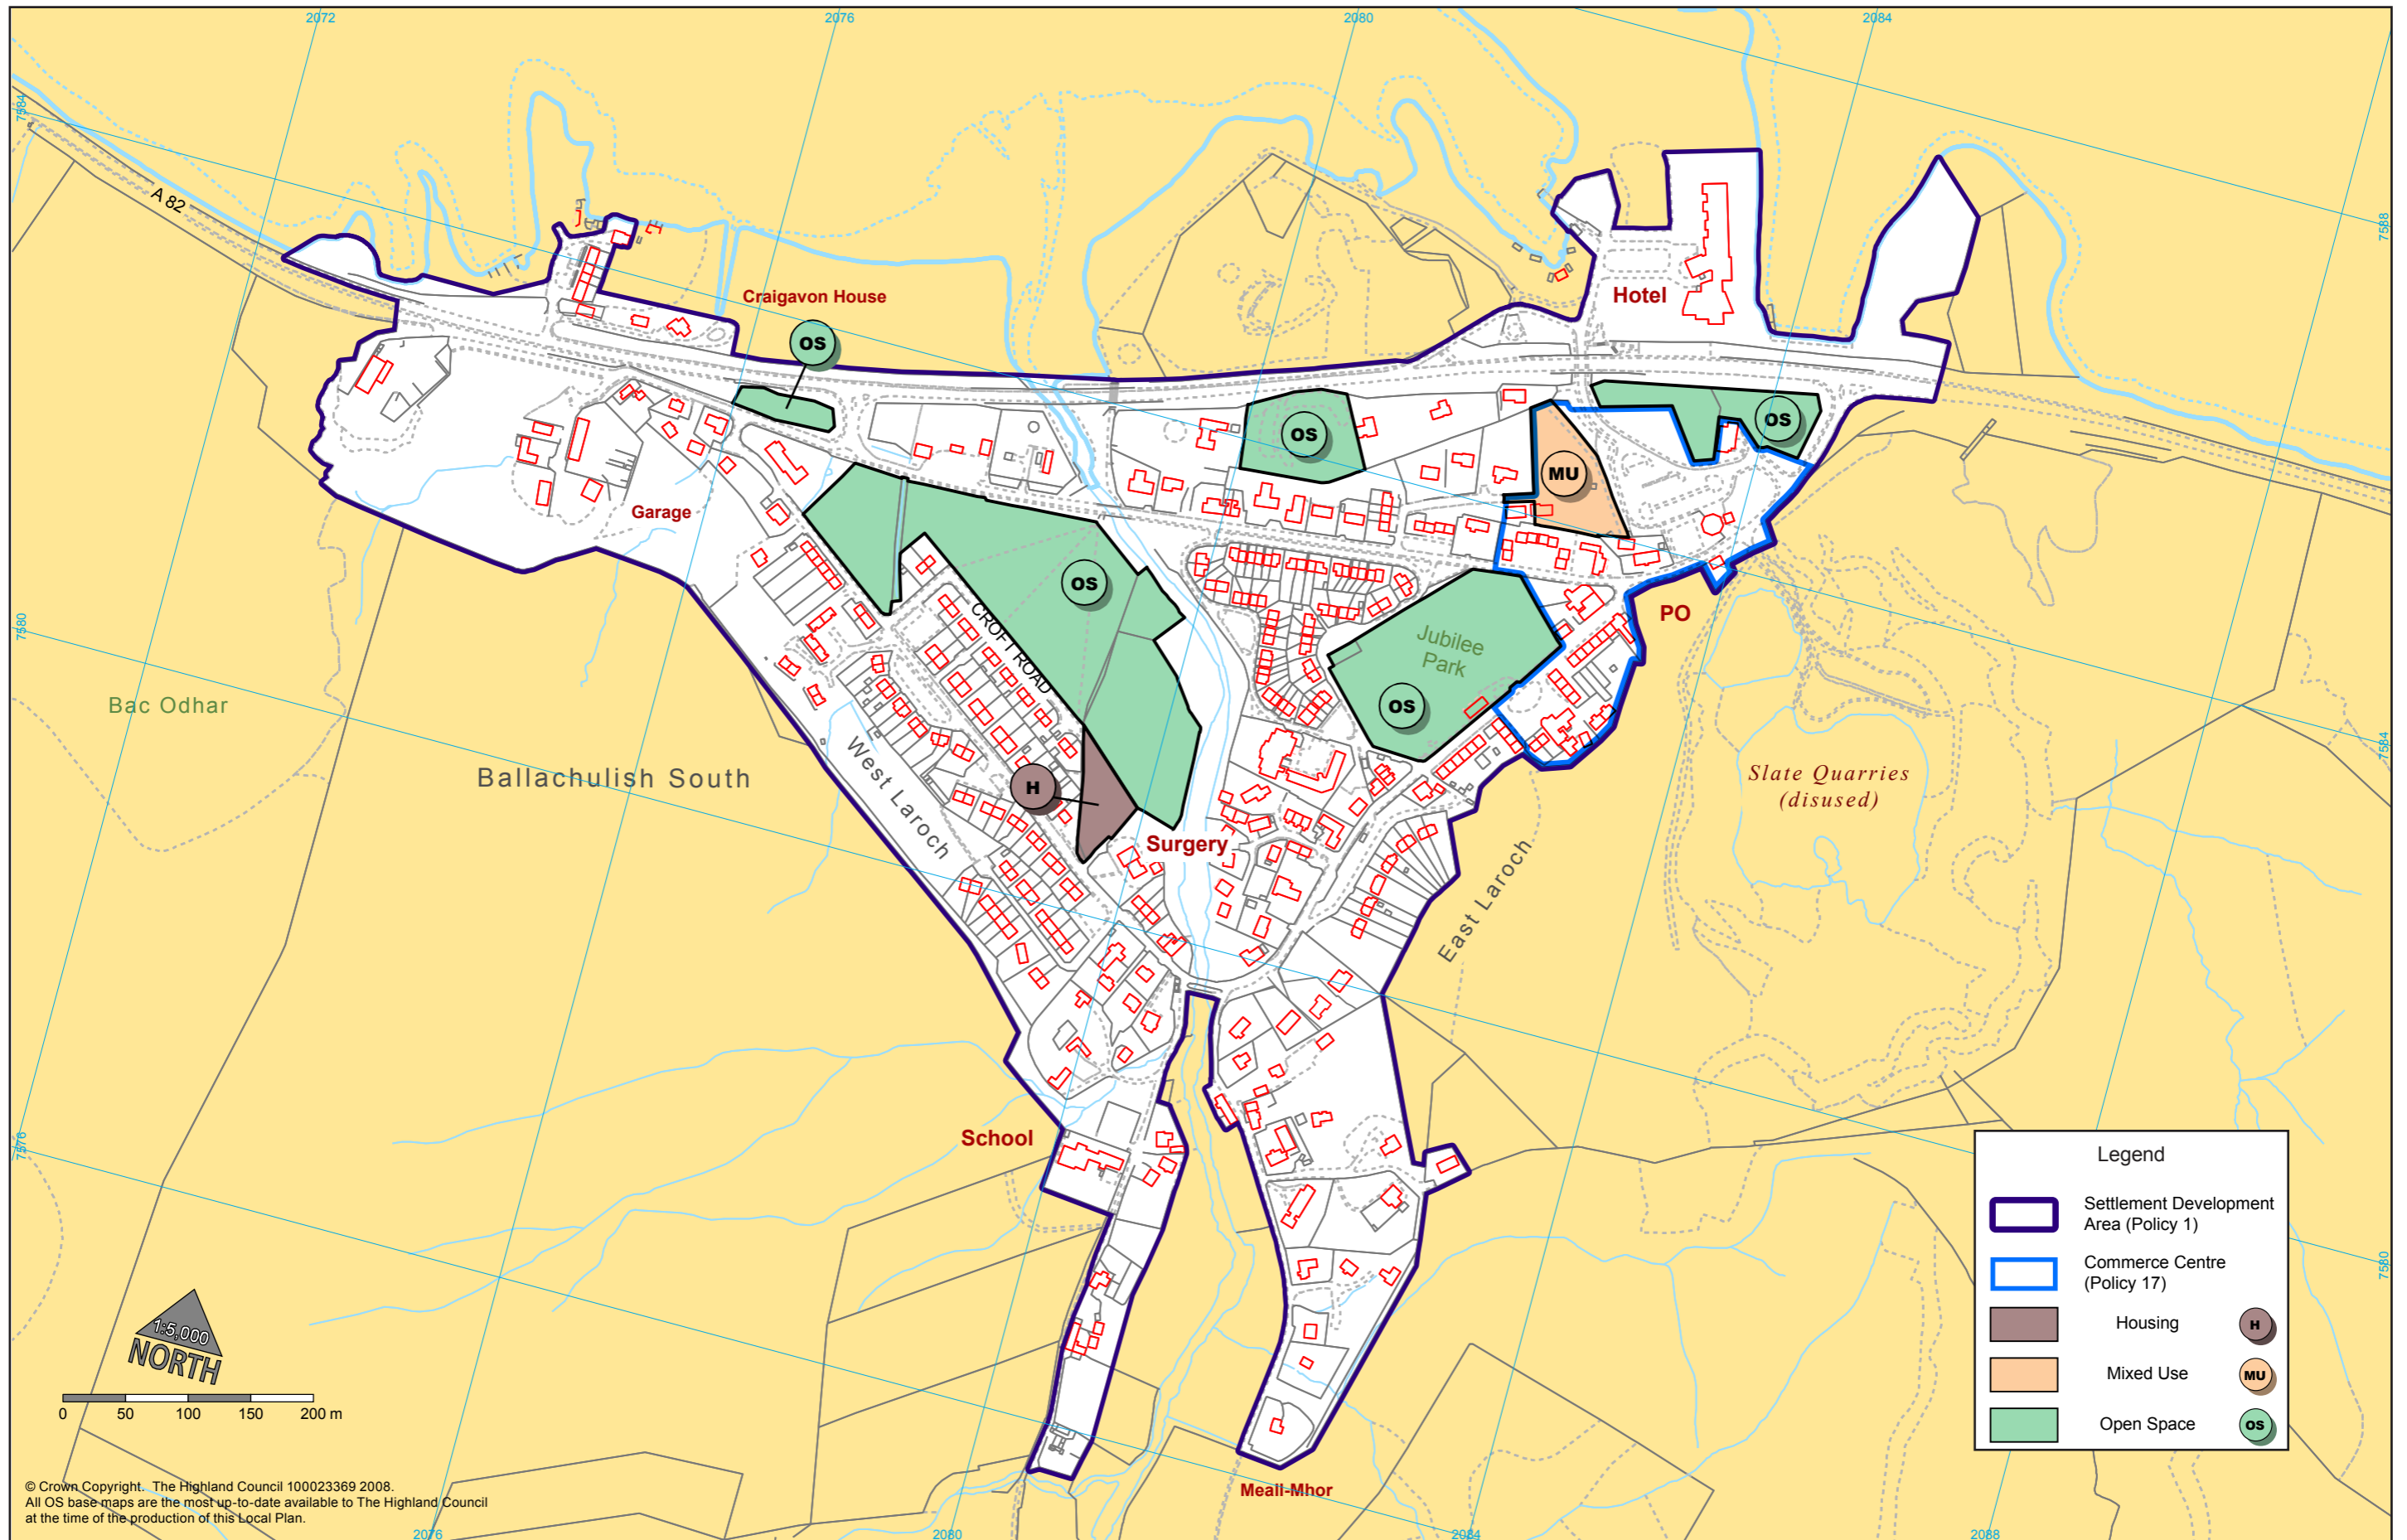 2072
2076
2080
2084
7584
A 82
7588
Craigavon House
Hotel
OS
OS
OS
MU
Garage
OS
CROFT ROAD
PO
7580
Jubilee
Park
OS
Bac Odhar
West Laroch
Ballachulish South
H
Surgery
Slate Quarries
(disused)
7584
East Laroch
School
7576
Legend
Settlement Development
Area (Policy 1)
Commerce Centre
(Policy 17)
Housing
H
Mixed Use
MU
Open Space
OS
7580
1:5,000
NORTH
0
50
100
150
200 m
Meall-Mhor
© Crown Copyright. The Highland Council 100023369 2008.
All OS base maps are the most up-to-date available to The Highland Council
at the time of the production of this Local Plan.
2076
2080
2084
2088